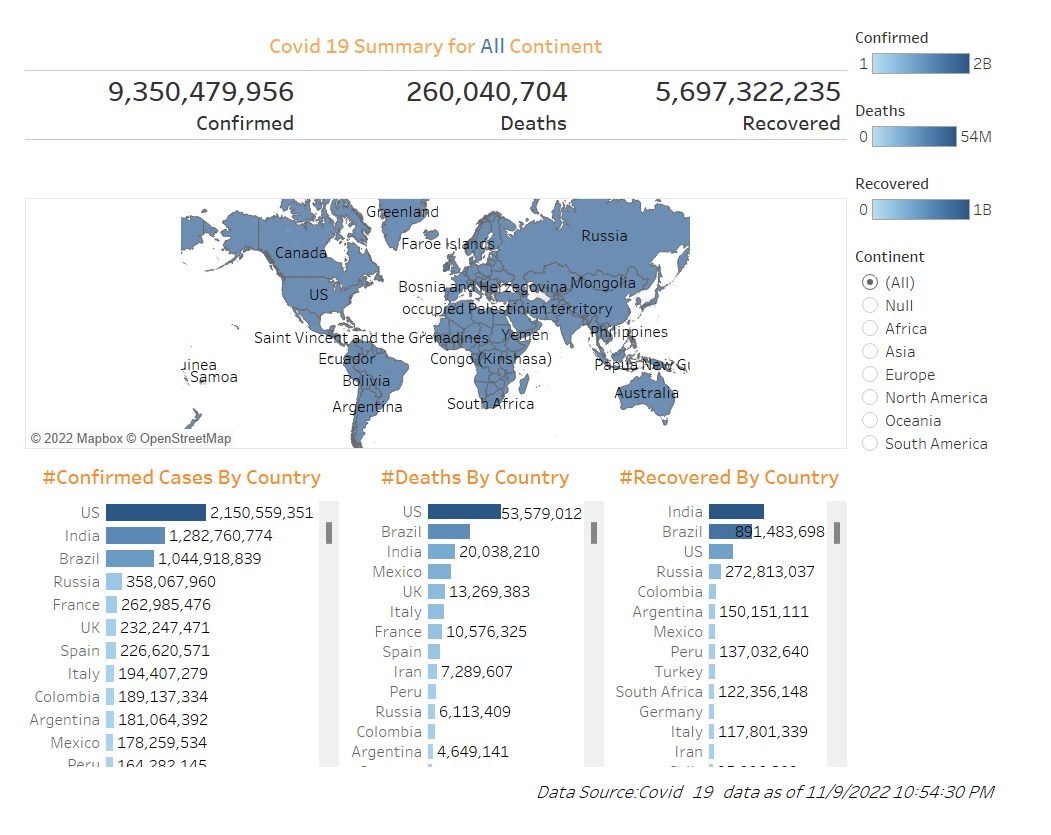 Covid 19 Summary for All Continent
9,350,479,956
Confirmed
260,040,704
Deaths
5,697,322,235
Recovered
Confirmed
1 2B
Deaths
0 54M
Recovered
0 1B
Continent
(All)
Null
Africa
Asia
Europe
North America
Oceania
South America
Greenland
Faroe Islands
Russia
Canada
Bosnia and Herzegovina
Mongolia
US
occupied Palestinian territory
Saint Vincent and the Grenadines
Yemen
Philippines
Ecuador
Congo (Kinshasa)
Papua New Gu
uinea
Samoa
Bolivia
Australia
Argentina
South Africa
© 2022 Mapbox © OpenStreetMap
#Confirmed Cases By Country
US 2,150,559,351
India 1,282,760,774
Brazil 1,044,918,839
Russia 358,067,960
France 262,985,476
UK 232,247,471
Spain 226,620,571
Italy 194,407,279
Colombia 189,137,334
Argentina 181,064,392
Mexico 178,259,534
Peru 164,282,145
#Deaths By Country
US 53,579,012
Brazil
India 20,038,210
Mexico
UK 13,269,383
Italy
France 10,576,325
Spain
Iran 7,289,607
Peru
Russia 6,113,409
Colombia
Argentina 4,649,141
#Recovered By Country
India
Brazil 891,483,698
US
Russia 272,813,037
Colombia
Argentina 150,151,111
Mexico
Peru 137,032,640
Turkey
South Africa 122,356,148
Germany
Italy 117,801,339
Iran
Data Source:Covid 19 data as of 11/9/2022 10:54:30 PM